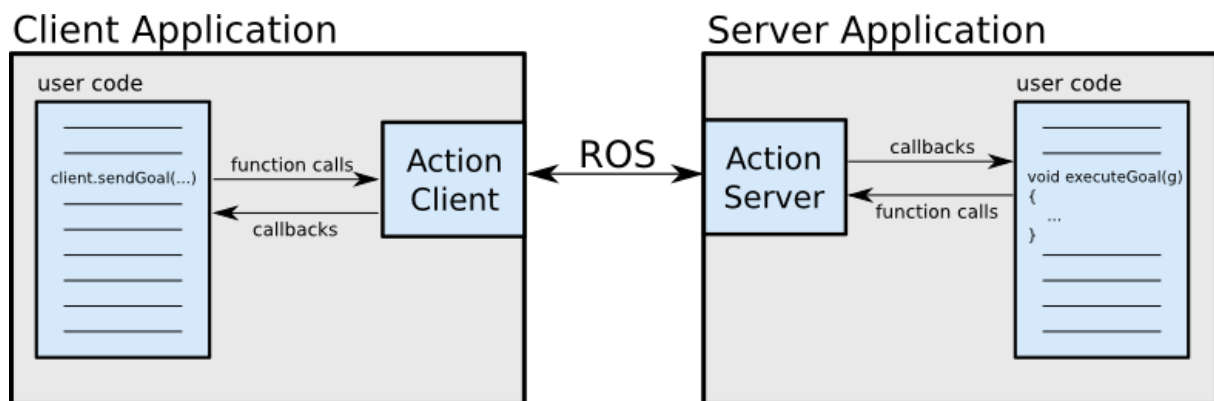 Client Application
user code
client.sendGoal(...)
function calls
callbacks
Action
Client
ROS
Server Application
Action
Server
callbacks
function calls
user code
void executeGoal(g)
{
...
}